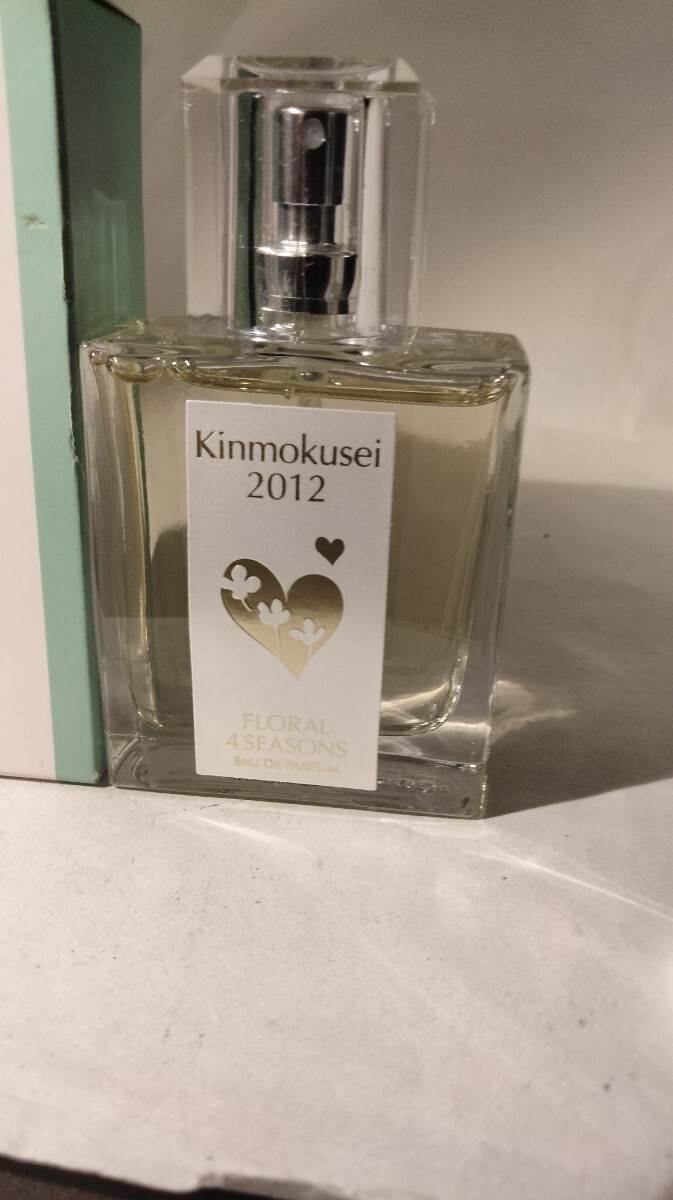 Kinmokusei
2012
FLORAL
4 SEASONS
EAU DE PARFUM